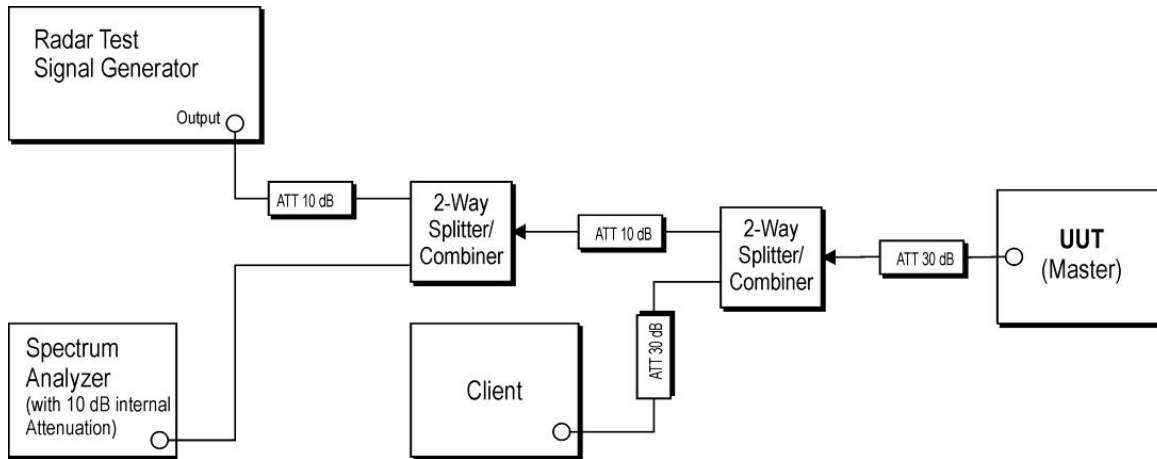 Radar Test
Signal Generator
Output
ATT 10 dB
2-Way
Splitter/
Combiner
ATT 10 dB
2-Way
Splitter/
Combiner
ATT 30 dB
UUT
(Master)
Spectrum
Analyzer
(with 10 dB internal
Attenuation)
Client
ATT 30 dB